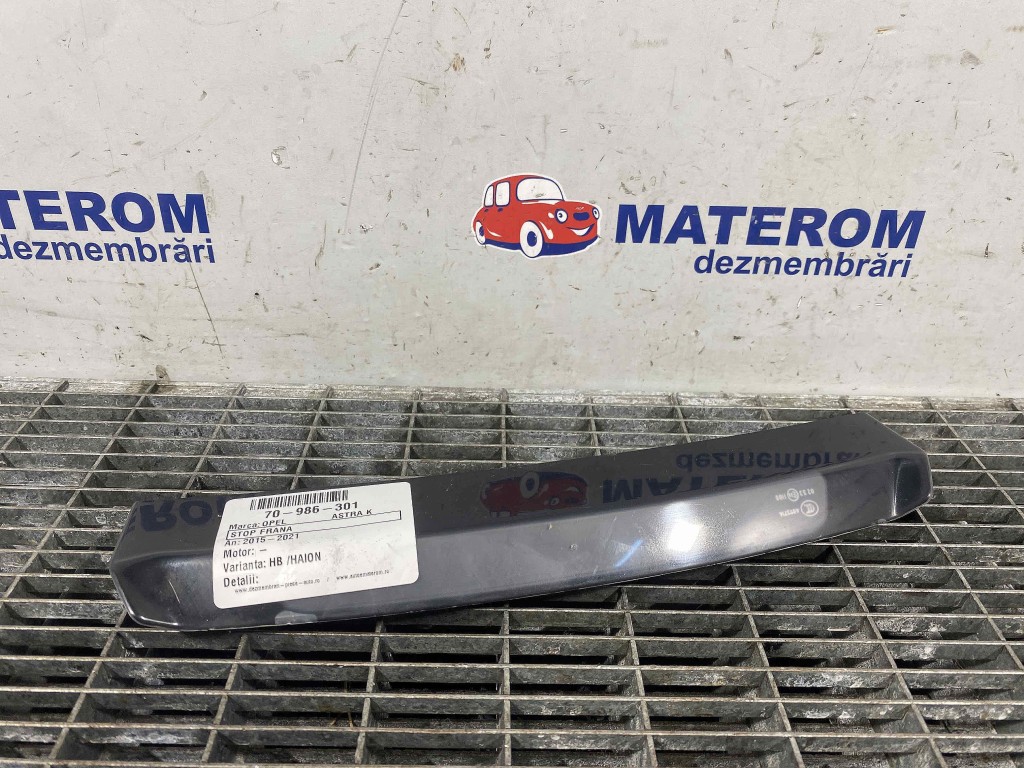 TEROM
dezmembrări
MATEROM
dezmembrări
70-986-301
Marca: OPEL ASTRA K
STOP FRANA
An: 2015-2021
Motor: -
Varianta: HB /HAION
Detalii: